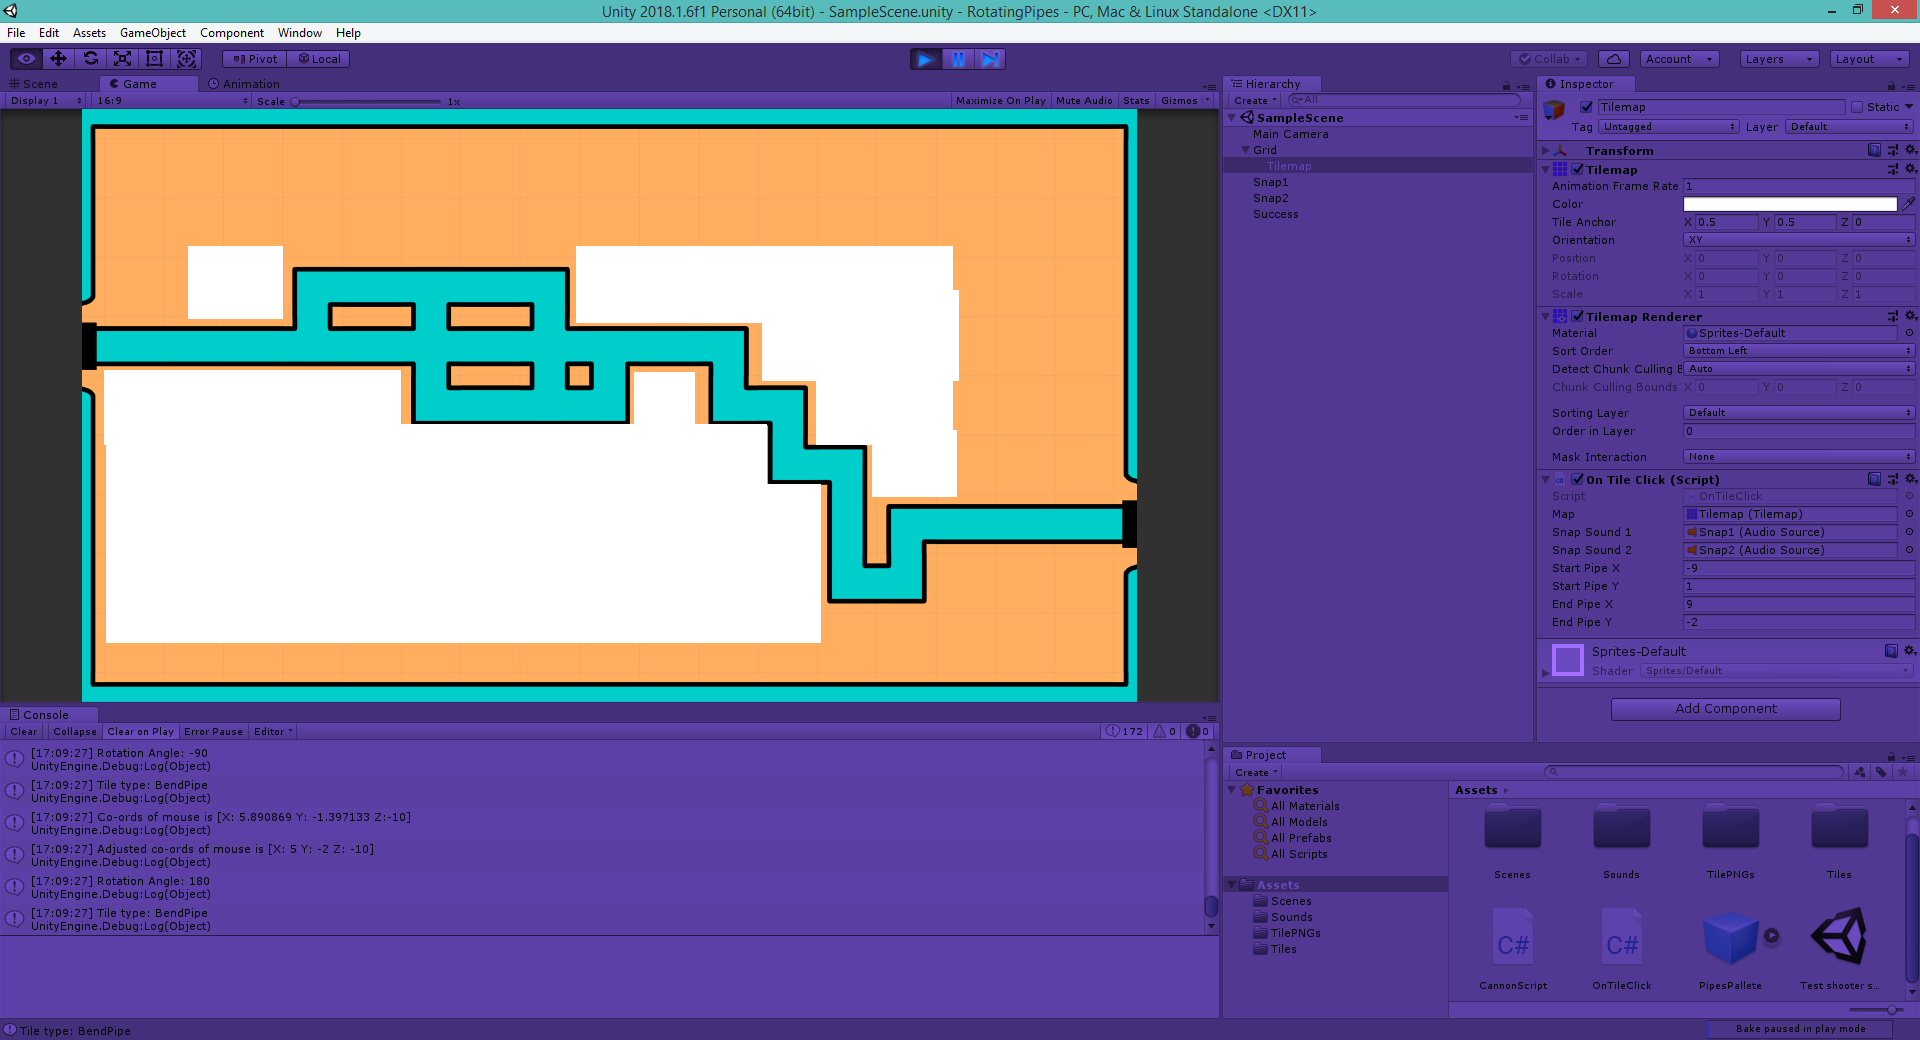 Unity 2018.1.6f1 Personal (64bit) - SampleScene.unity - RotatingPipes - PC, Mac & Linux Standalone <DX11>
File Edit Assets GameObject Component Window Help
Pivot Local Collab Account Layers Layout
Scene Game Animation
Display 1 16:9 Scale 1x Maximize On Play Mute Audio Stats Gizmos
Hierarchy
Create All
SampleScene
Main Camera
Grid
Tilemap
Snap1
Snap2
Success
Inspector
Tilemap Static
Tag Untagged Layer Default
Transform
Tilemap
Animation Frame Rate 1
Color
Tile Anchor X 0.5 Y 0.5 Z 0
Orientation XY
Position X 0 Y 0 Z 0
Rotation X 0 Y 0 Z 0
Scale X 1 Y 1 Z 1
Tilemap Renderer
Material Sprites-Default
Sort Order Bottom Left
Detect Chunk Culling B Auto
Chunk Culling Bounds X 0 Y 0 Z 0
Sorting Layer Default
Order in Layer 0
Mask Interaction None
On Tile Click (Script)
Script OnTileClick
Map Tilemap (Tilemap)
Snap Sound 1 Snap1 (Audio Source)
Snap Sound 2 Snap2 (Audio Source)
Start Pipe X -9
Start Pipe Y 1
End Pipe X 9
End Pipe Y -2
Sprites-Default
Shader Sprites/Default
Add Component
Console
Clear Collapse Clear on Play Error Pause Editor 172 0 0
[17:09:27] Rotation Angle: -90
UnityEngine.Debug:Log(Object)
[17:09:27] Tile type: BendPipe
UnityEngine.Debug:Log(Object)
[17:09:27] Co-ords of mouse is [X: 5.890869 Y: -1.397133 Z:-10]
UnityEngine.Debug:Log(Object)
[17:09:27] Adjusted co-ords of mouse is [X: 5 Y: -2 Z: -10]
UnityEngine.Debug:Log(Object)
[17:09:27] Rotation Angle: 180
UnityEngine.Debug:Log(Object)
[17:09:27] Tile type: BendPipe
UnityEngine.Debug:Log(Object)
Project
Create
Favorites
All Materials
All Models
All Prefabs
All Scripts
Assets
Scenes
Sounds
TilePNGs
Tiles
Assets
Scenes Sounds TilePNGs Tiles
C# C#
CannonScript OnTileClick PipesPallete Test shooter s...
Tile type: BendPipe
Bake paused in play mode